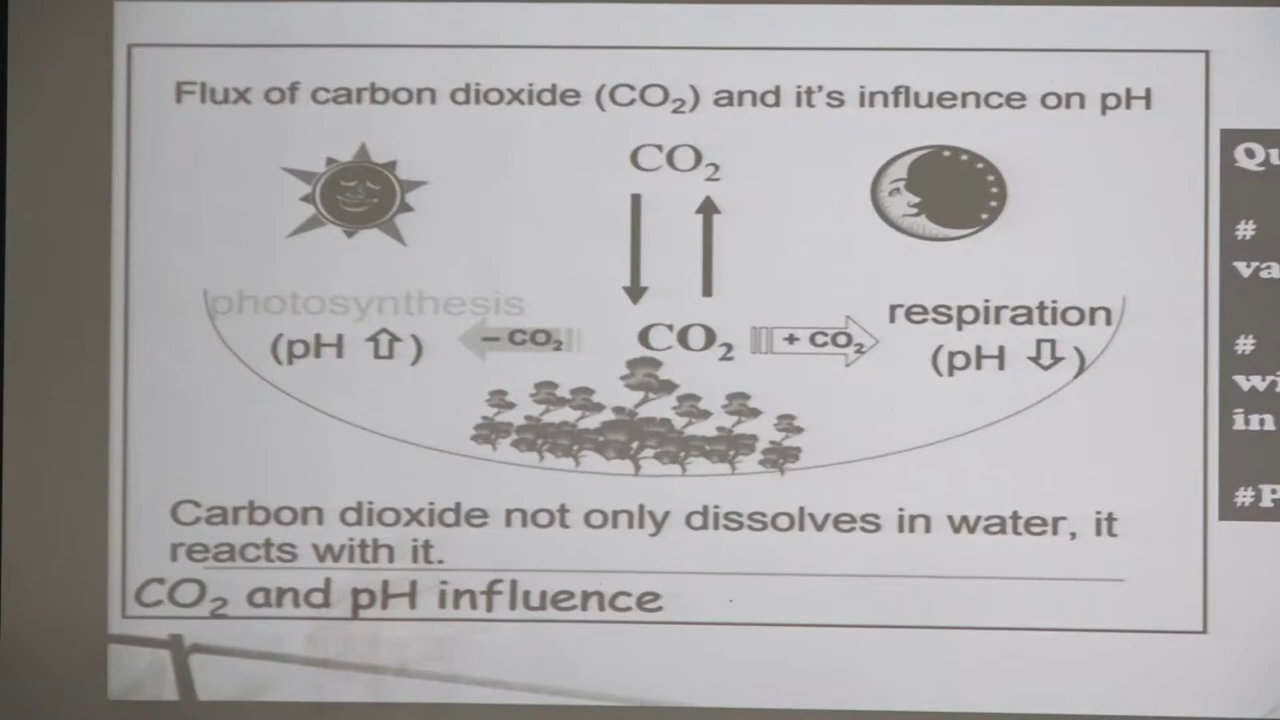 Flux of carbon dioxide (CO₂) and it's influence on pH
CO₂
photosynthesis
(pH ⇧)
– CO₂
CO₂
+ CO₂
respiration
(pH ⇩)
Carbon dioxide not only dissolves in water, it
reacts with it.
CO₂ and pH influence
#
#
in